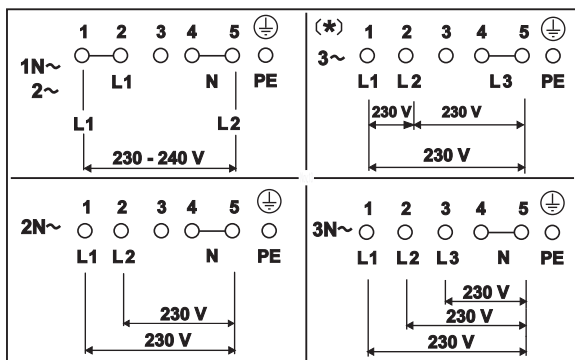 1 2 3 4 5
1N~
2~
L1 N PE
L1 L2
230 - 240 V
(*)
1 2 3 4 5
3~
L1 L2 L3 PE
230 V 230 V
230 V
1 2 3 4 5
2N~
L1 L2 N PE
230 V
230 V
1 2 3 4 5
3N~
L1 L2 L3 N PE
230 V
230 V
230 V